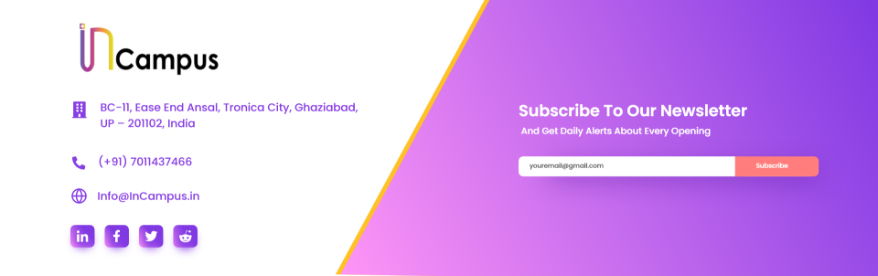 inCampus
BC-11, Ease End Ansal, Tronica City, Ghaziabad,
UP – 201102, India
(+91) 7011437466
Info@InCampus.in
in f
Subscribe To Our Newsletter
And Get Daily Alerts About Every Opening
youremail@gmail.com Subscribe